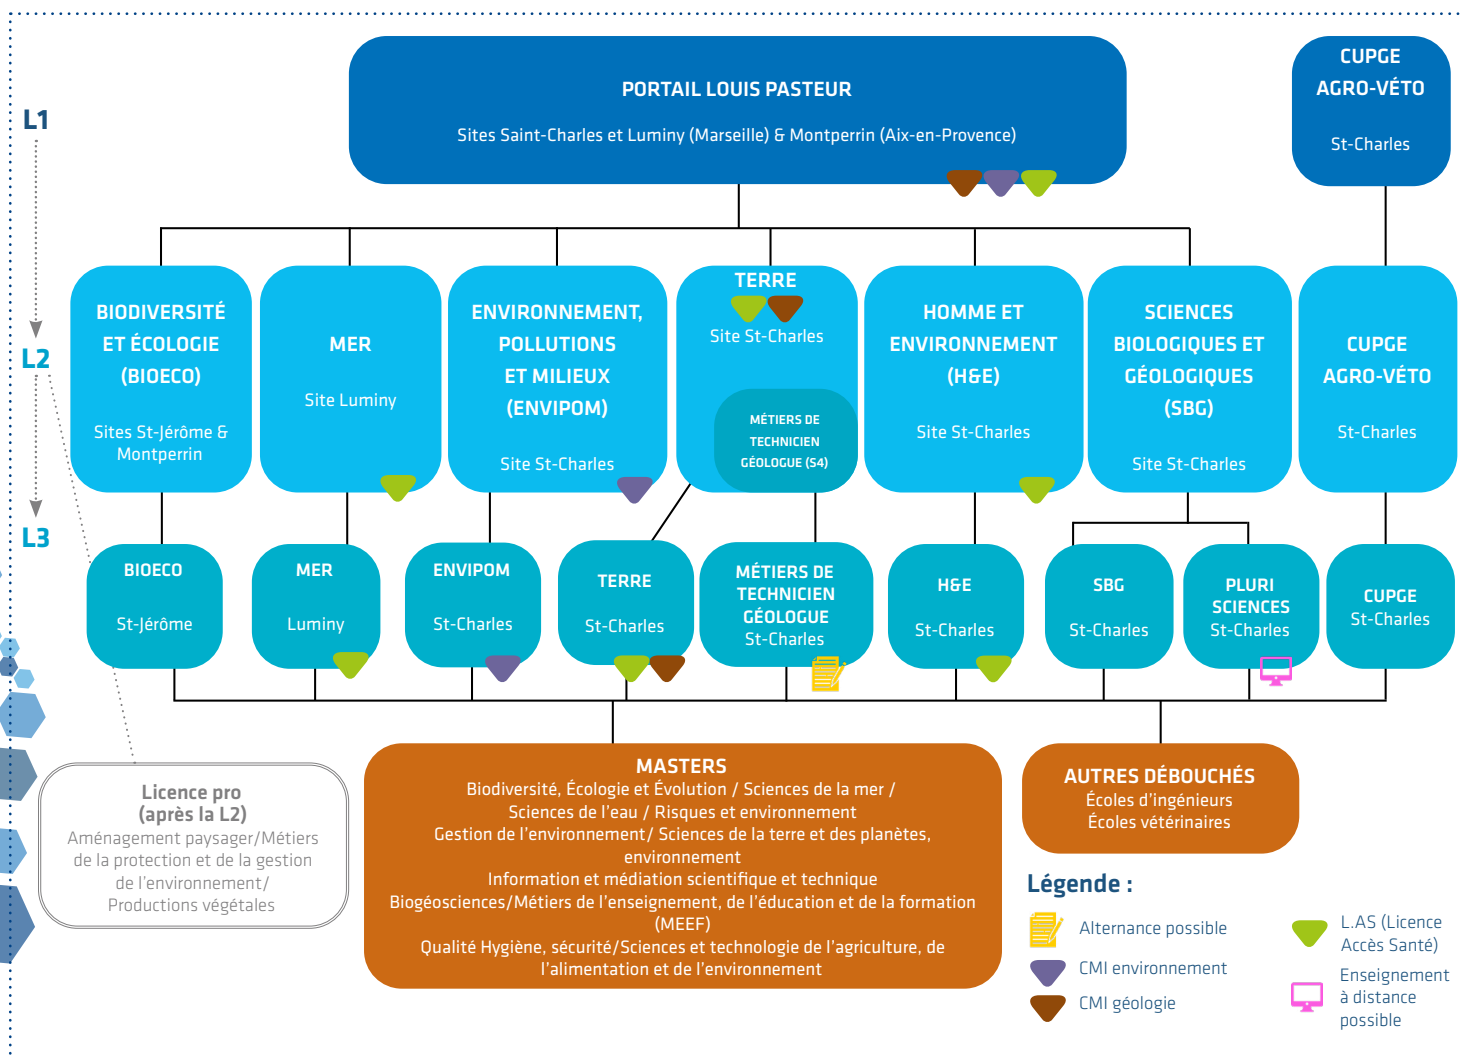 L1
PORTAIL LOUIS PASTEUR
Sites Saint-Charles et Luminy (Marseille) & Montperrin (Aix-en-Provence)
CUPGE
AGRO-VÉTO
St-Charles
L2
BIODIVERSITÉ
ET ÉCOLOGIE
(BIOECO)
Sites St-Jérôme &
Montperrin
MER
Site Luminy
ENVIRONNEMENT,
POLLUTIONS
ET MILIEUX
(ENVIPOM)
Site St-Charles
TERRE
Site St-Charles
MÉTIERS DE
TECHNICIEN
GÉOLOGUE (S4)
HOMME ET
ENVIRONNEMENT
(H&E)
Site St-Charles
SCIENCES
BIOLOGIQUES ET
GÉOLOGIQUES
(SBG)
Site St-Charles
CUPGE
AGRO-VÉTO
St-Charles
L3
BIOECO
St-Jérôme
MER
Luminy
ENVIPOM
St-Charles
TERRE
St-Charles
MÉTIERS DE
TECHNICIEN
GÉOLOGUE
St-Charles
H&E
St-Charles
SBG
St-Charles
PLURI
SCIENCES
St-Charles
CUPGE
St-Charles
Licence pro
(après la L2)
Aménagement paysager/Métiers
de la protection et de la gestion
de l'environnement/
Productions végétales
MASTERS
Biodiversité, Écologie et Évolution / Sciences de la mer /
Sciences de l'eau / Risques et environnement
Gestion de l'environnement/ Sciences de la terre et des planètes,
environnement
Information et médiation scientifique et technique
Biogéosciences/Métiers de l'enseignement, de l'éducation et de la formation
(MEEF)
Qualité Hygiène, sécurité/Sciences et technologie de l'agriculture, de
l'alimentation et de l'environnement
AUTRES DÉBOUCHÉS
Écoles d'ingénieurs
Écoles vétérinaires
Légende :
Alternance possible
CMI environnement
CMI géologie
L.AS (Licence
Accès Santé)
Enseignement
à distance
possible